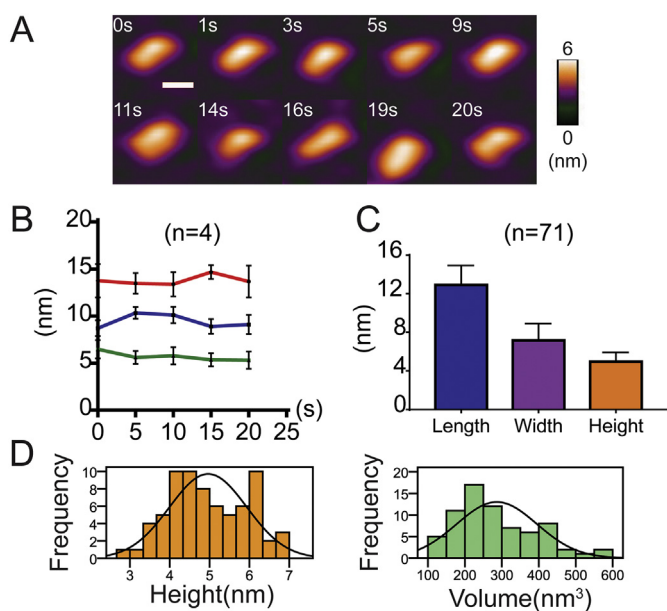 A
0s 1s 3s 5s 9s
11s 14s 16s 19s 20s
6
0
(nm)
B
(n=4)
20
15
10
5
0
(nm)
0 5 10 15 20 25
(s)
C
(n=71)
16
12
8
4
0
(nm)
Length Width Height
D
Frequency
10
8
6
4
2
0
3 4 5 6 7
Height(nm)
Frequency
20
15
10
5
0
100 200 300 400 500 600
Volume(nm³)